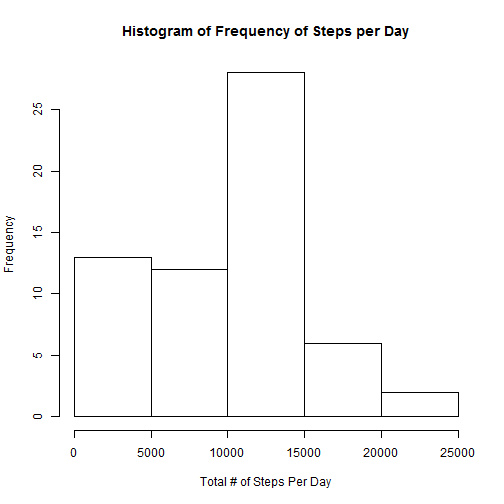 Histogram of Frequency of Steps per Day
Frequency
25
20
15
10
5
0
0 5000 10000 15000 20000 25000
Total # of Steps Per Day